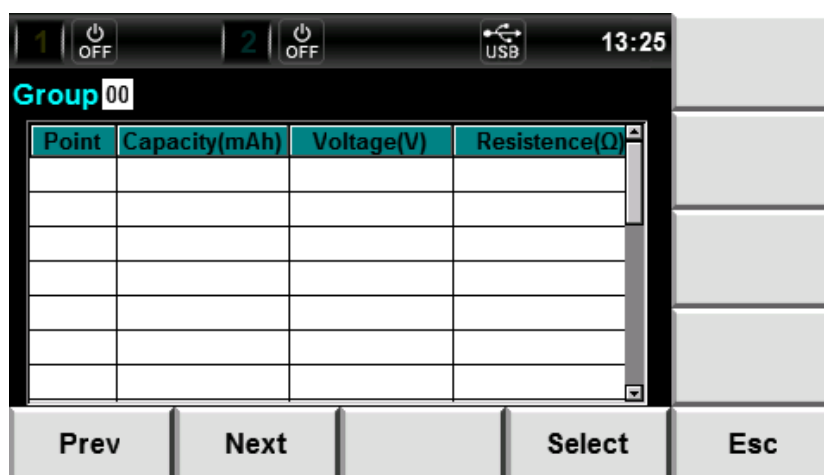 1 OFF 2 OFF USB 13:25
Group 00
Point Capacity(mAh) Voltage(V) Resistence(Ω)
Prev Next Select Esc